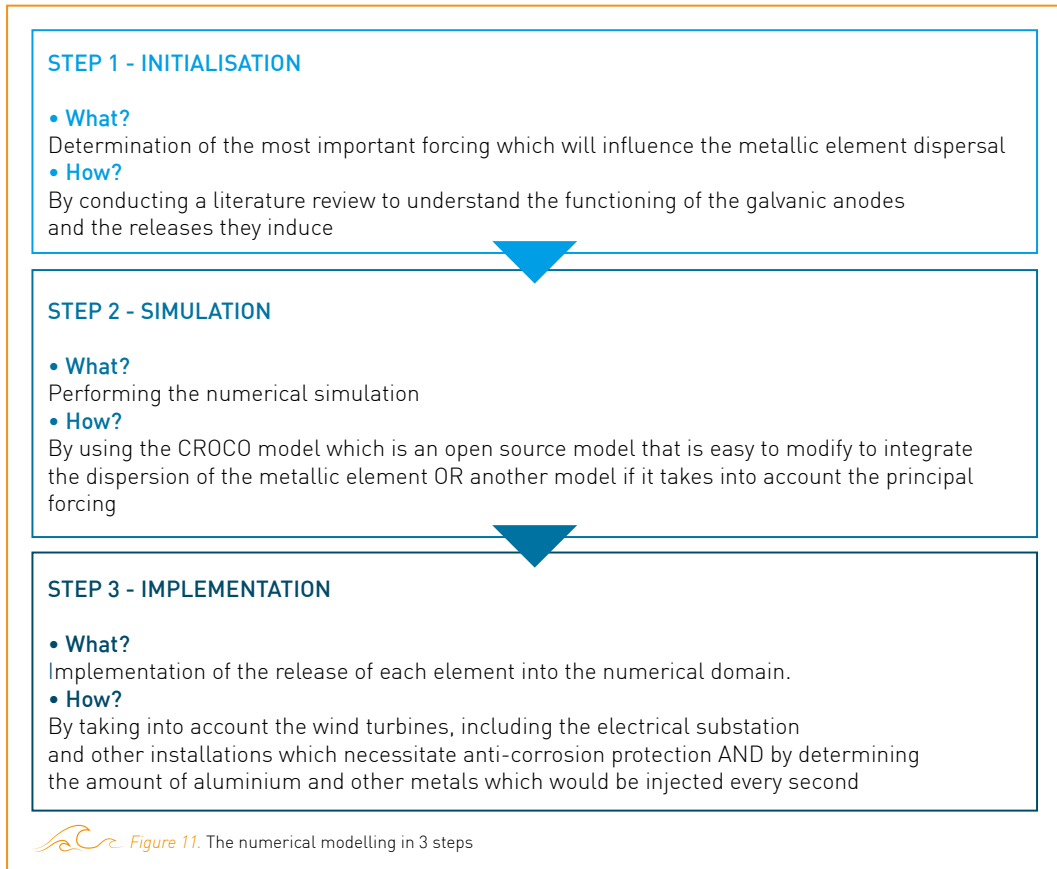 STEP 1 - INITIALISATION
• What?
Determination of the most important forcing which will influence the metallic element dispersal
• How?
By conducting a literature review to understand the functioning of the galvanic anodes
and the releases they induce
STEP 2 - SIMULATION
• What?
Performing the numerical simulation
• How?
By using the CROCO model which is an open source model that is easy to modify to integrate
the dispersion of the metallic element OR another model if it takes into account the principal
forcing
STEP 3 - IMPLEMENTATION
• What?
Implementation of the release of each element into the numerical domain.
• How?
By taking into account the wind turbines, including the electrical substation
and other installations which necessitate anti-corrosion protection AND by determining
the amount of aluminium and other metals which would be injected every second
Figure 11. The numerical modelling in 3 steps